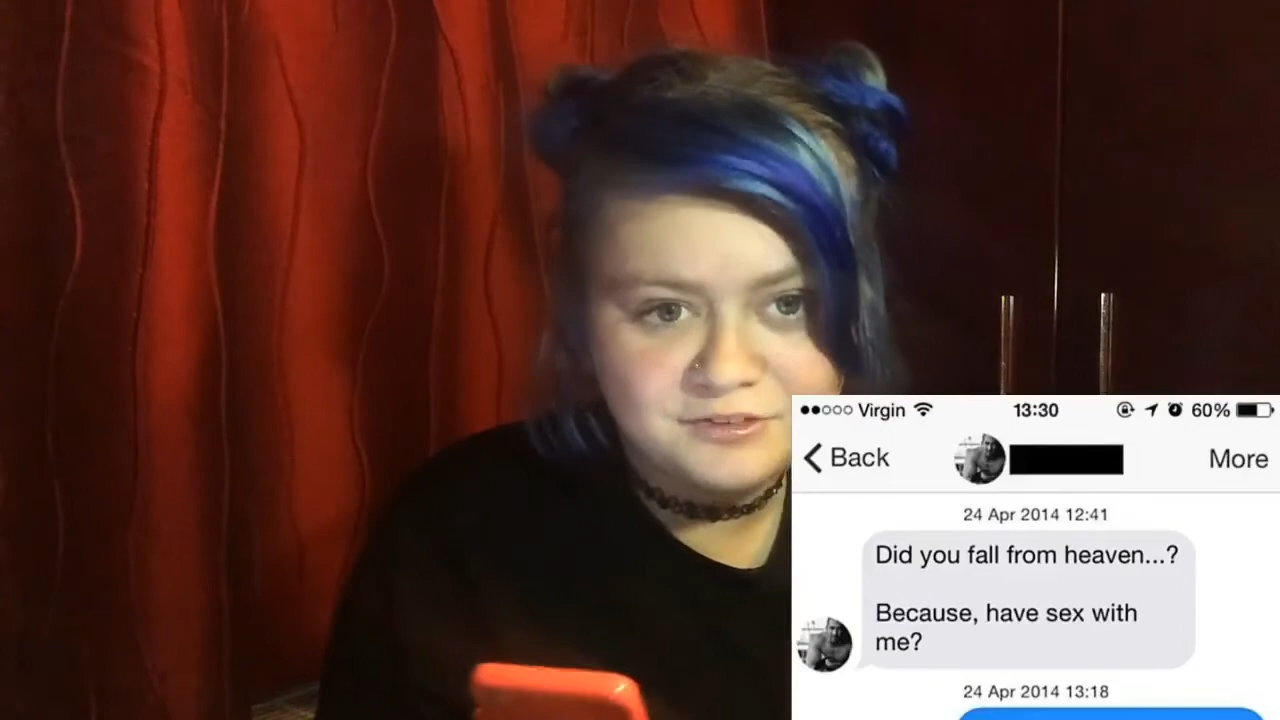 Virgin 13:30 60%
Back More
24 Apr 2014 12:41
Did you fall from heaven...?
Because, have sex with
me?
24 Apr 2014 13:18